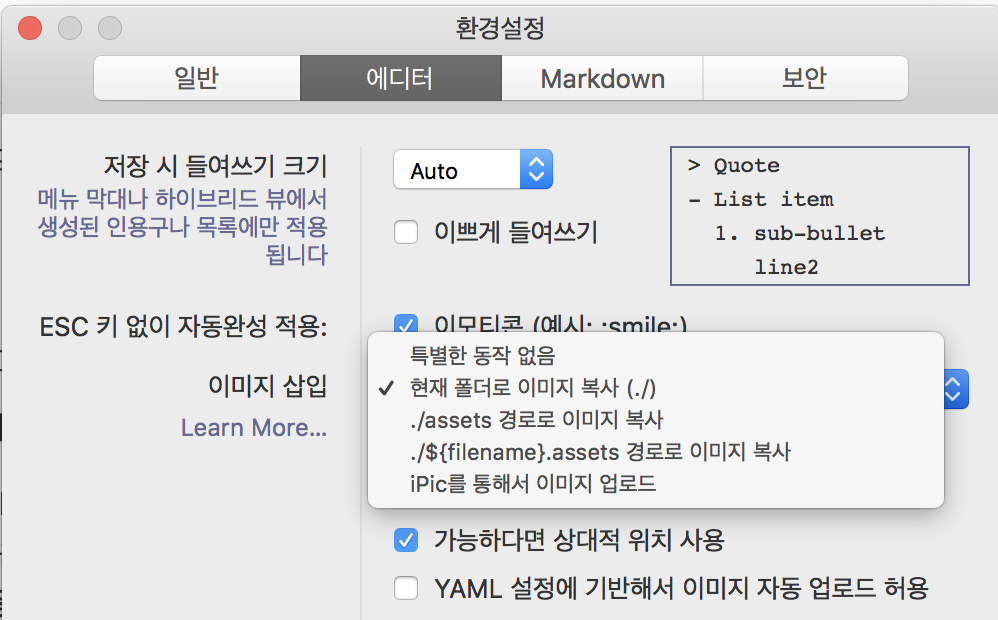 환경설정
일반
에디터
Markdown
보안
저장 시 들여쓰기 크기
메뉴 막대나 하이브리드 뷰에서
생성된 인용구나 목록에만 적용
됩니다
Auto
이쁘게 들여쓰기
> Quote
- List item
1. sub-bullet
line2
ESC 키 없이 자동완성 적용:
이모티콘 (예시: :smile:)
이미지 삽입
Learn More...
특별한 동작 없음
✓ 현재 폴더로 이미지 복사 (./)
./assets 경로로 이미지 복사
./${filename}.assets 경로로 이미지 복사
iPic를 통해서 이미지 업로드
가능하다면 상대적 위치 사용
YAML 설정에 기반해서 이미지 자동 업로드 허용